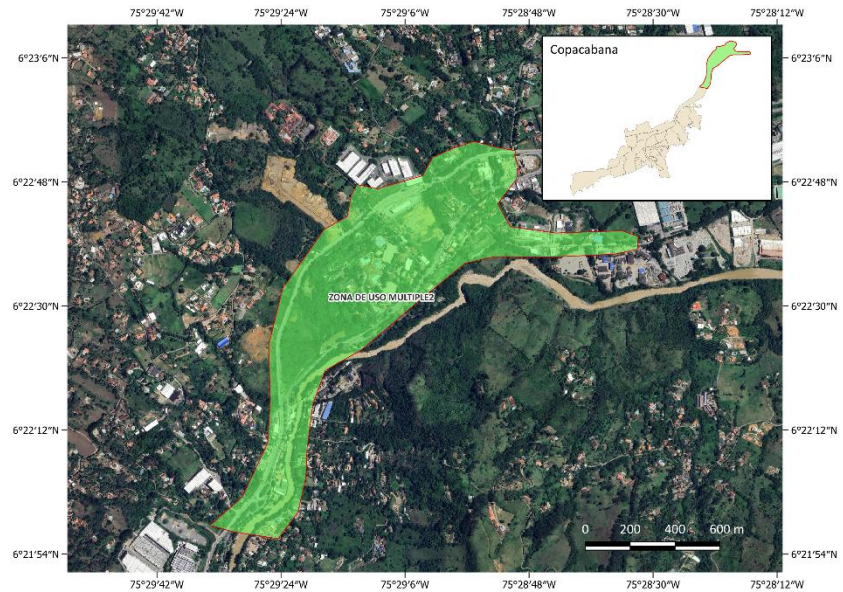 75°29'42"W 75°29'24"W 75°29'6"W 75°28'48"W 75°28'30"W 75°28'12"W
6°23'6"N 6°23'6"N
Copacabana
6°22'48"N 6°22'48"N
ZONA DE USO MULTIPLE2
6°22'30"N 6°22'30"N
6°22'12"N 6°22'12"N
0 200 400 600 m
6°21'54"N 6°21'54"N
75°29'42"W 75°29'24"W 75°29'6"W 75°28'48"W 75°28'30"W 75°28'12"W